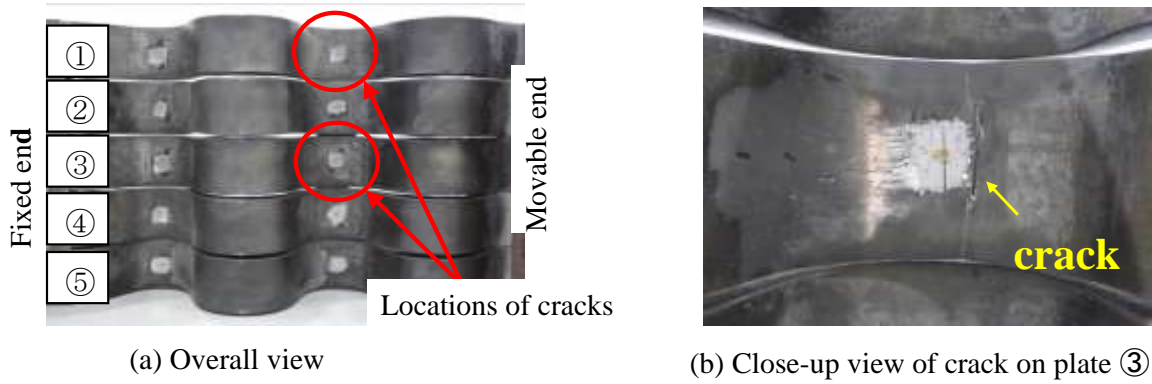 Fixed end
①
②
③
④
⑤
Movable end
Locations of cracks
(a) Overall view
crack
(b) Close-up view of crack on plate ③